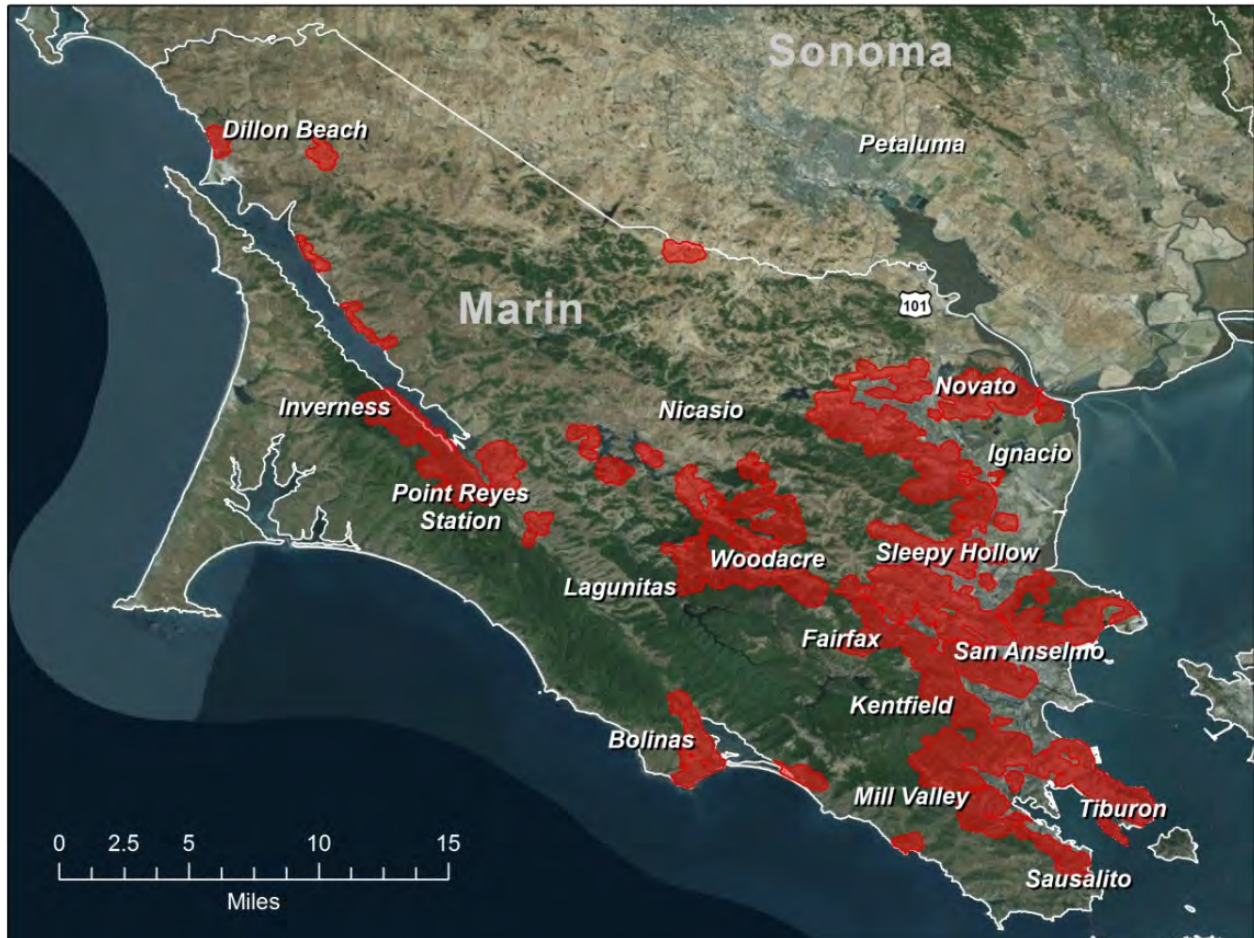 Sonoma
Dillon Beach
Petaluma
Marin
101
Inverness
Nicasio
Novato
Ignacio
Point Reyes
Station
Woodacre
Sleepy Hollow
Lagunitas
Fairfax
San Anselmo
Kentfield
Bolinas
Mill Valley
Tiburon
Sausalito
0 2.5 5 10 15
Miles